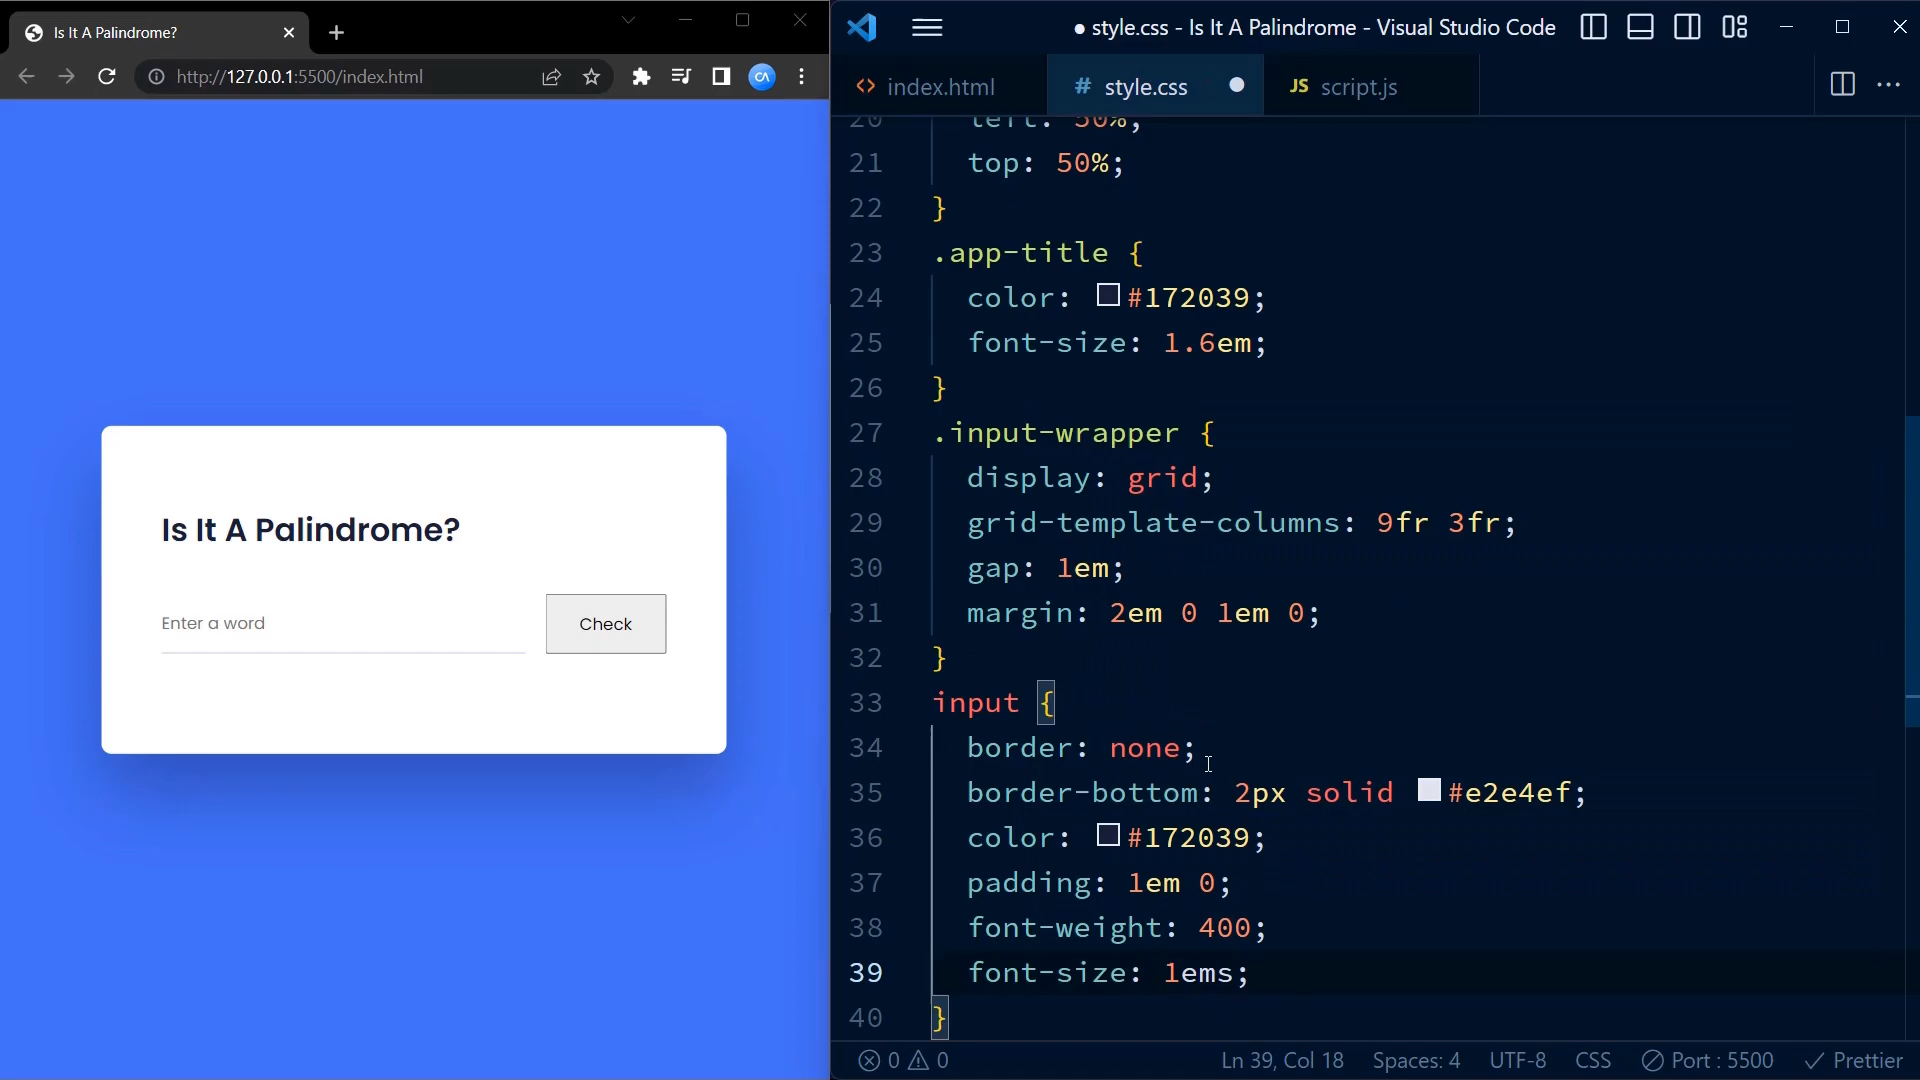 Is It A Palindrome?
http://127.0.0.1:5500/index.html
CA
Is It A Palindrome?
Enter a word
Check
● style.css - Is It A Palindrome - Visual Studio Code
<> index.html
# style.css
JS script.js
20 left: 50%;
21 top: 50%;
22 }
23 .app-title {
24 color: #172039;
25 font-size: 1.6em;
26 }
27 .input-wrapper {
28 display: grid;
29 grid-template-columns: 9fr 3fr;
30 gap: 1em;
31 margin: 2em 0 1em 0;
32 }
33 input {
34 border: none;
35 border-bottom: 2px solid #e2e4ef;
36 color: #172039;
37 padding: 1em 0;
38 font-weight: 400;
39 font-size: 1ems;
40 }
0 0 Ln 39, Col 18 Spaces: 4 UTF-8 CSS Port : 5500 Prettier